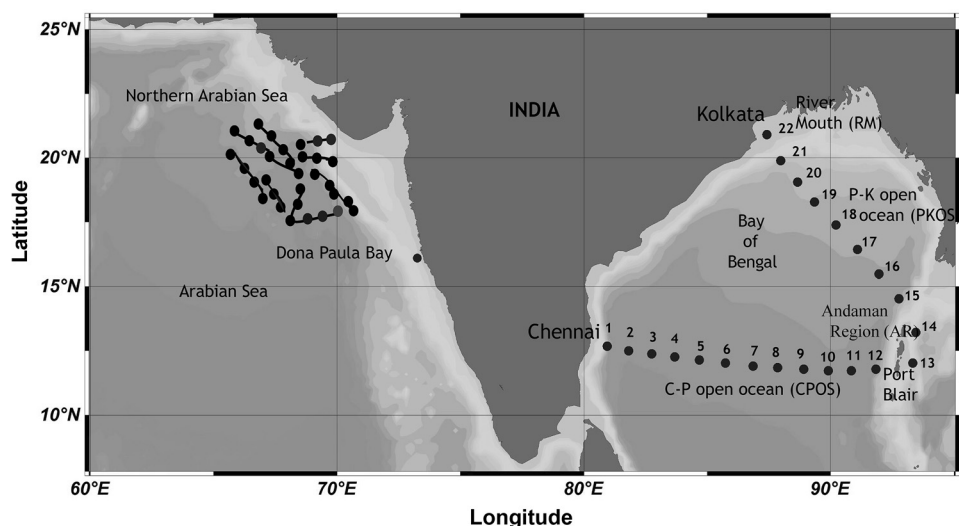 25°N
20°N
15°N
10°N
Latitude
60°E
70°E
80°E
90°E
Longitude
Northern Arabian Sea
INDIA
Kolkata
River
Mouth (RM)
22
21
20
19
P-K open
18 ocean (PKOS
17
16
15
Bay
of
Bengal
Dona Paula Bay
Arabian Sea
Andaman
Region (AR)
14
13
Chennai
1
2
3
4
5
6
7
8
9
10
11
12
C-P open ocean (CPOS)
Port
Blair